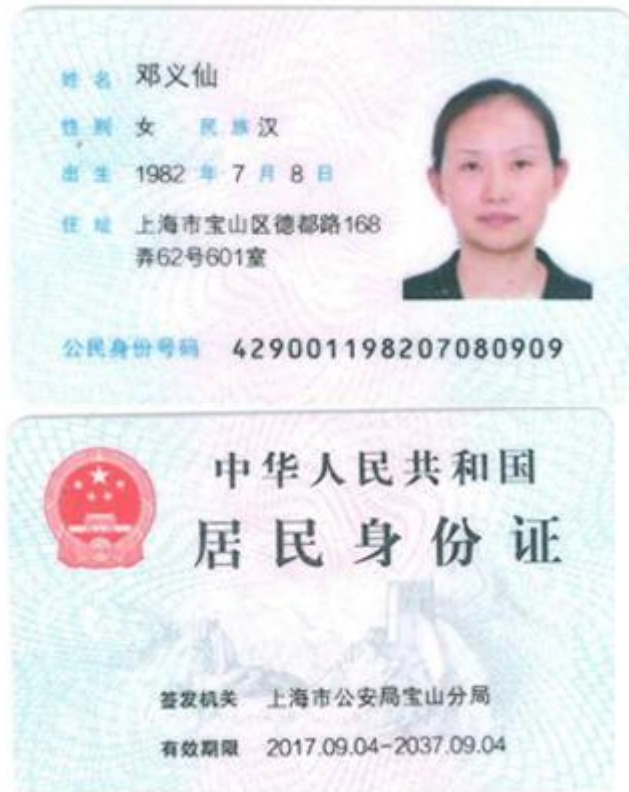 姓名 邓义仙
性别 女 民族 汉
出生 1982 年 7 月 8 日
住址 上海市宝山区德都路168
弄62号601室
公民身份号码 429001198207080909
中华人民共和国
居民身份证
签发机关 上海市公安局宝山分局
有效期限 2017.09.04-2037.09.04